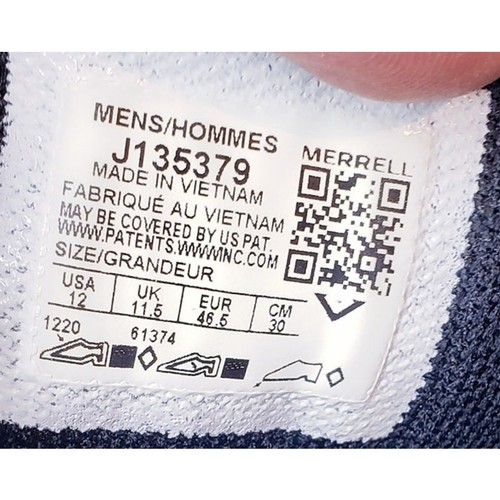 MENS/HOMMES
J135379
MADE IN VIETNAM
FABRIQUÉ AU VIETNAM
MAY BE COVERED BY US PAT.
WWW.PATENTS.WWWINC.COM
SIZE/GRANDEUR
USA UK EUR CM
12 11.5 46.5 30
1220 61374
MERRELL